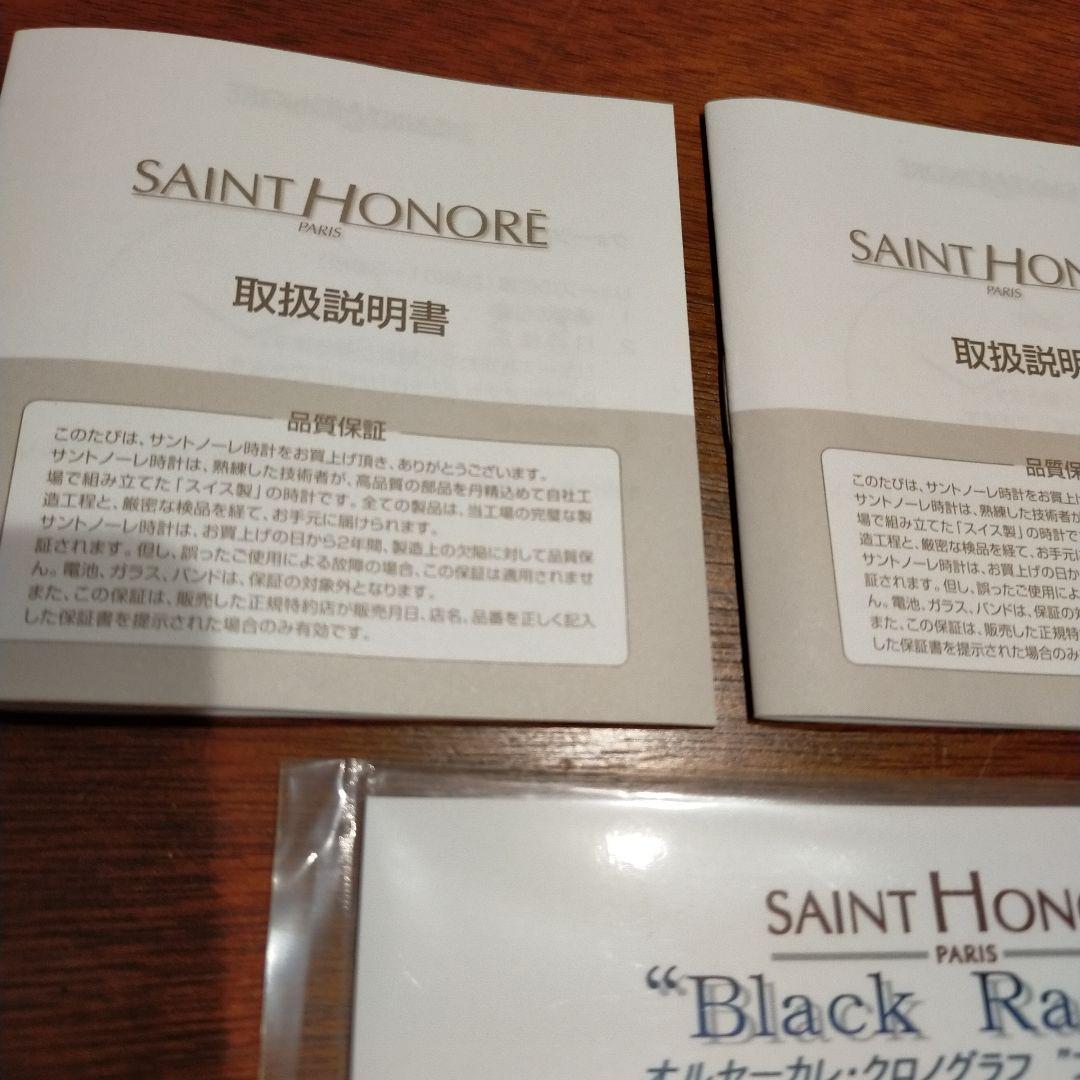 SAINT HONORÉ
PARIS
取扱説明書
品質保証
このたびは、サントノーレ時計をお買上げ頂き、ありがとうございます。
サントノーレ時計は、熟練した技術者が、高品質の部品を丹精込めて自社工
場で組み立てた「スイス製」の時計です。全ての製品は、当工場の完璧な製
造工程と、厳密な検品を経て、お手元に届けられます。
サントノーレ時計は、お買上げの日から2年間、製造上の欠陥に対して品質保
証されます。但し、誤ったご使用による故障の場合、この保証は適用されませ
ん。電池、ガラス、バンドは、保証の対象外となります。
また、この保証は、販売した正規特約店が販売月日、店名、品番を正しく記入
した保証書を提示された場合のみ有効です。
SAINT HON
PARIS
取扱説明
品質保
このたびは、サントノーレ時計をお買上
サントノーレ時計は、熟練した技術者が
場で組み立てた「スイス製」の時計で
造工程と、厳密な検品を経て、お手元に
サントノーレ時計は、お買上げの日か
証されます。但し、誤ったご使用によ
ん。電池、ガラス、バンドは、保証の対
また、この保証は、販売した正規特
した保証書を提示された場合のみ
SAINT HON
PARIS
“Black Ra
オルセーカレ・クロノグラフ